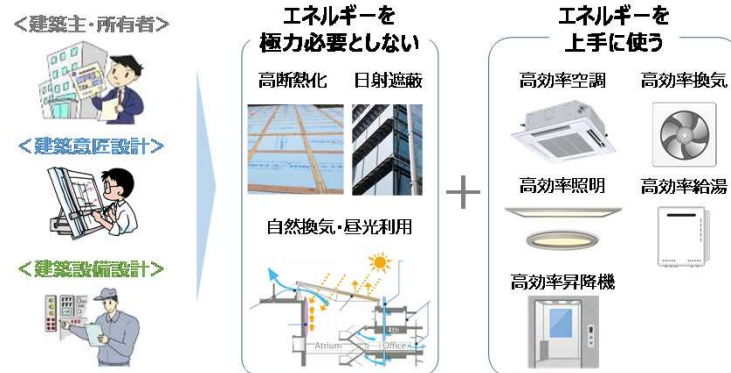 <建築主・所有者>
<建築意匠設計>
<建築設備設計>
エネルギーを
極力必要としない
高断熱化
日射遮蔽
自然換気・昼光利用
4th
Atrium
Office
+
エネルギーを
上手に使う
高効率空調
高効率換気
高効率照明
高効率給湯
高効率昇降機